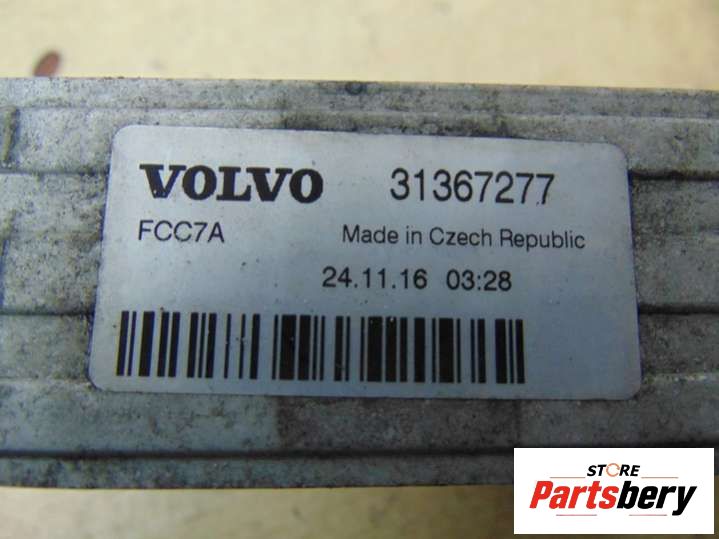 VOLVO 31367277
FCC7A Made in Czech Republic
24.11.16 03:28
STORE
Partsbery